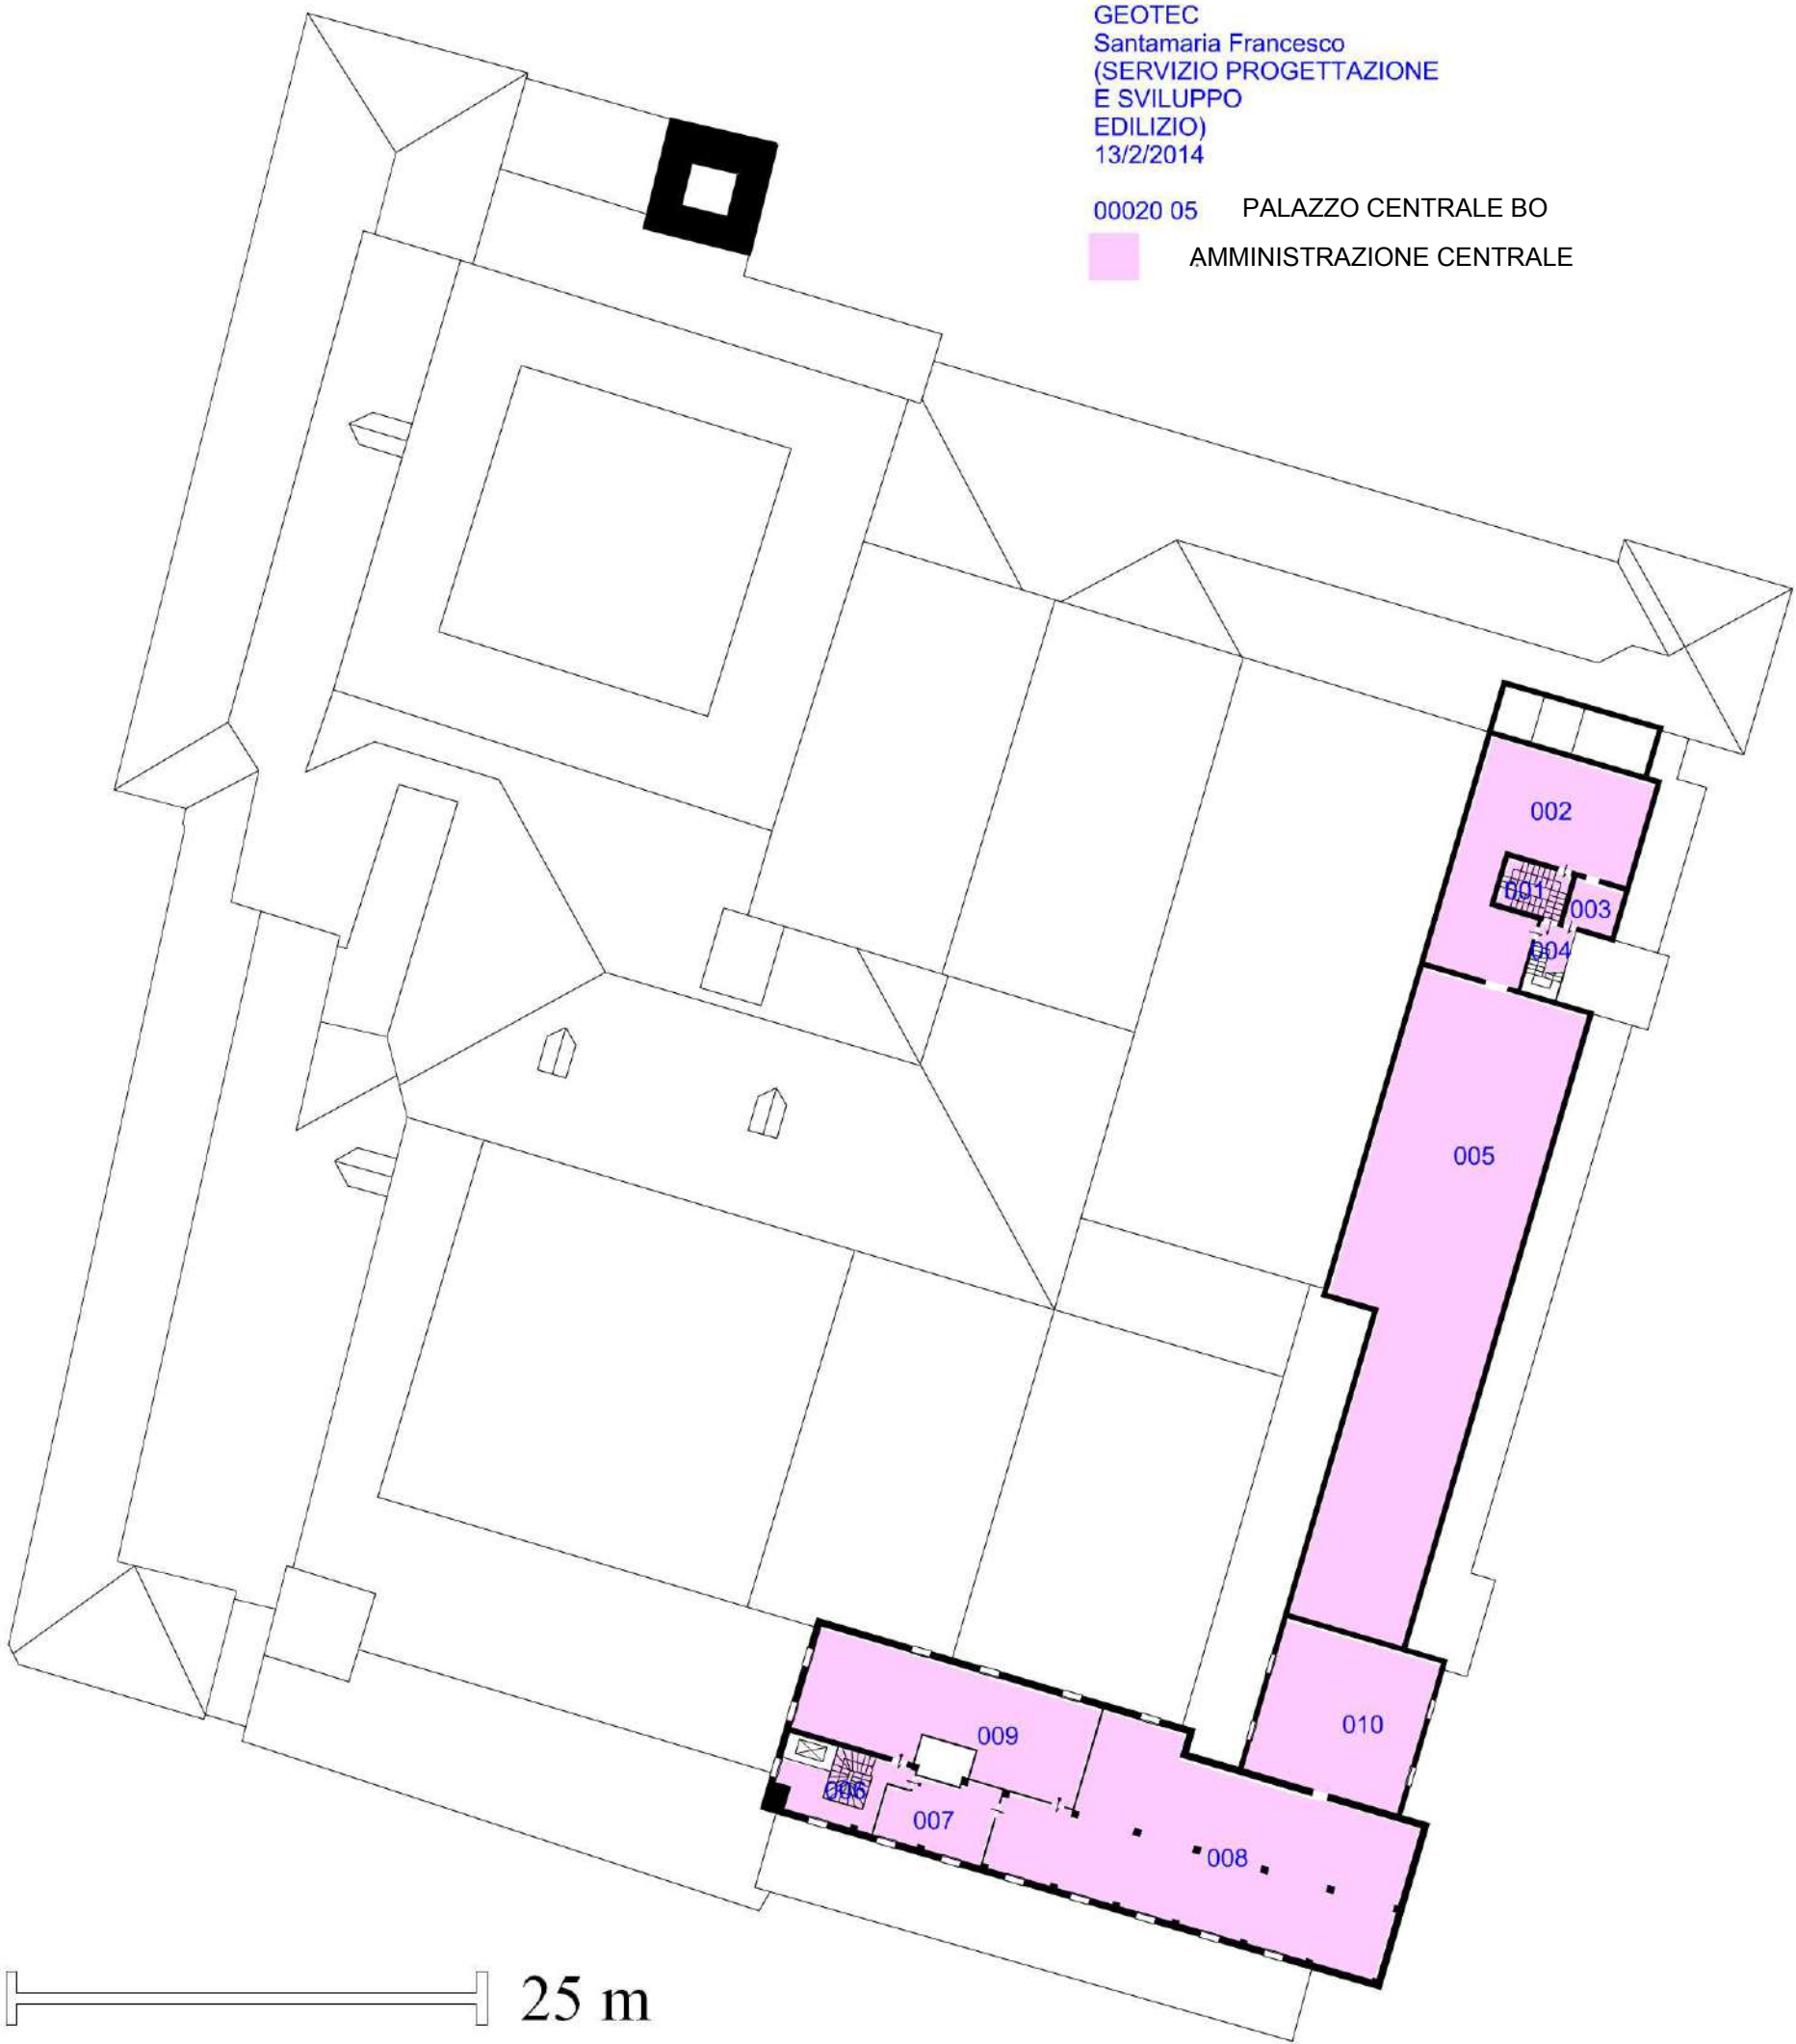 GEOTEC
Santamaria Francesco
(SERVIZIO PROGETTAZIONE
E SVILUPPO
EDILIZIO)
13/2/2014
00020 05 PALAZZO CENTRALE BO
AMMINISTRAZIONE CENTRALE
002
001
003
004
005
010
009
006
007
008
25 m